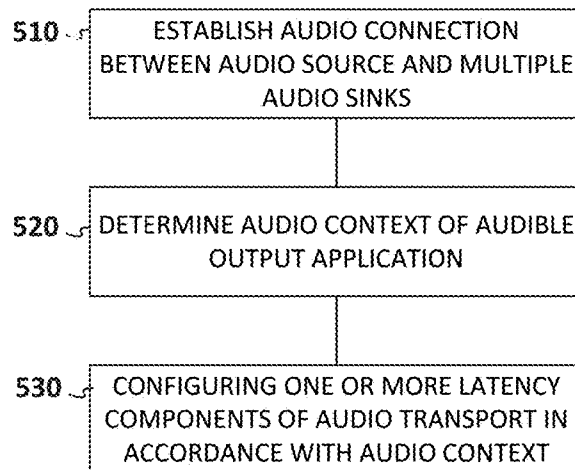 510 ESTABLISH AUDIO CONNECTION
BETWEEN AUDIO SOURCE AND MULTIPLE
AUDIO SINKS
520 DETERMINE AUDIO CONTEXT OF AUDIBLE
OUTPUT APPLICATION
530 CONFIGURING ONE OR MORE LATENCY
COMPONENTS OF AUDIO TRANSPORT IN
ACCORDANCE WITH AUDIO CONTEXT